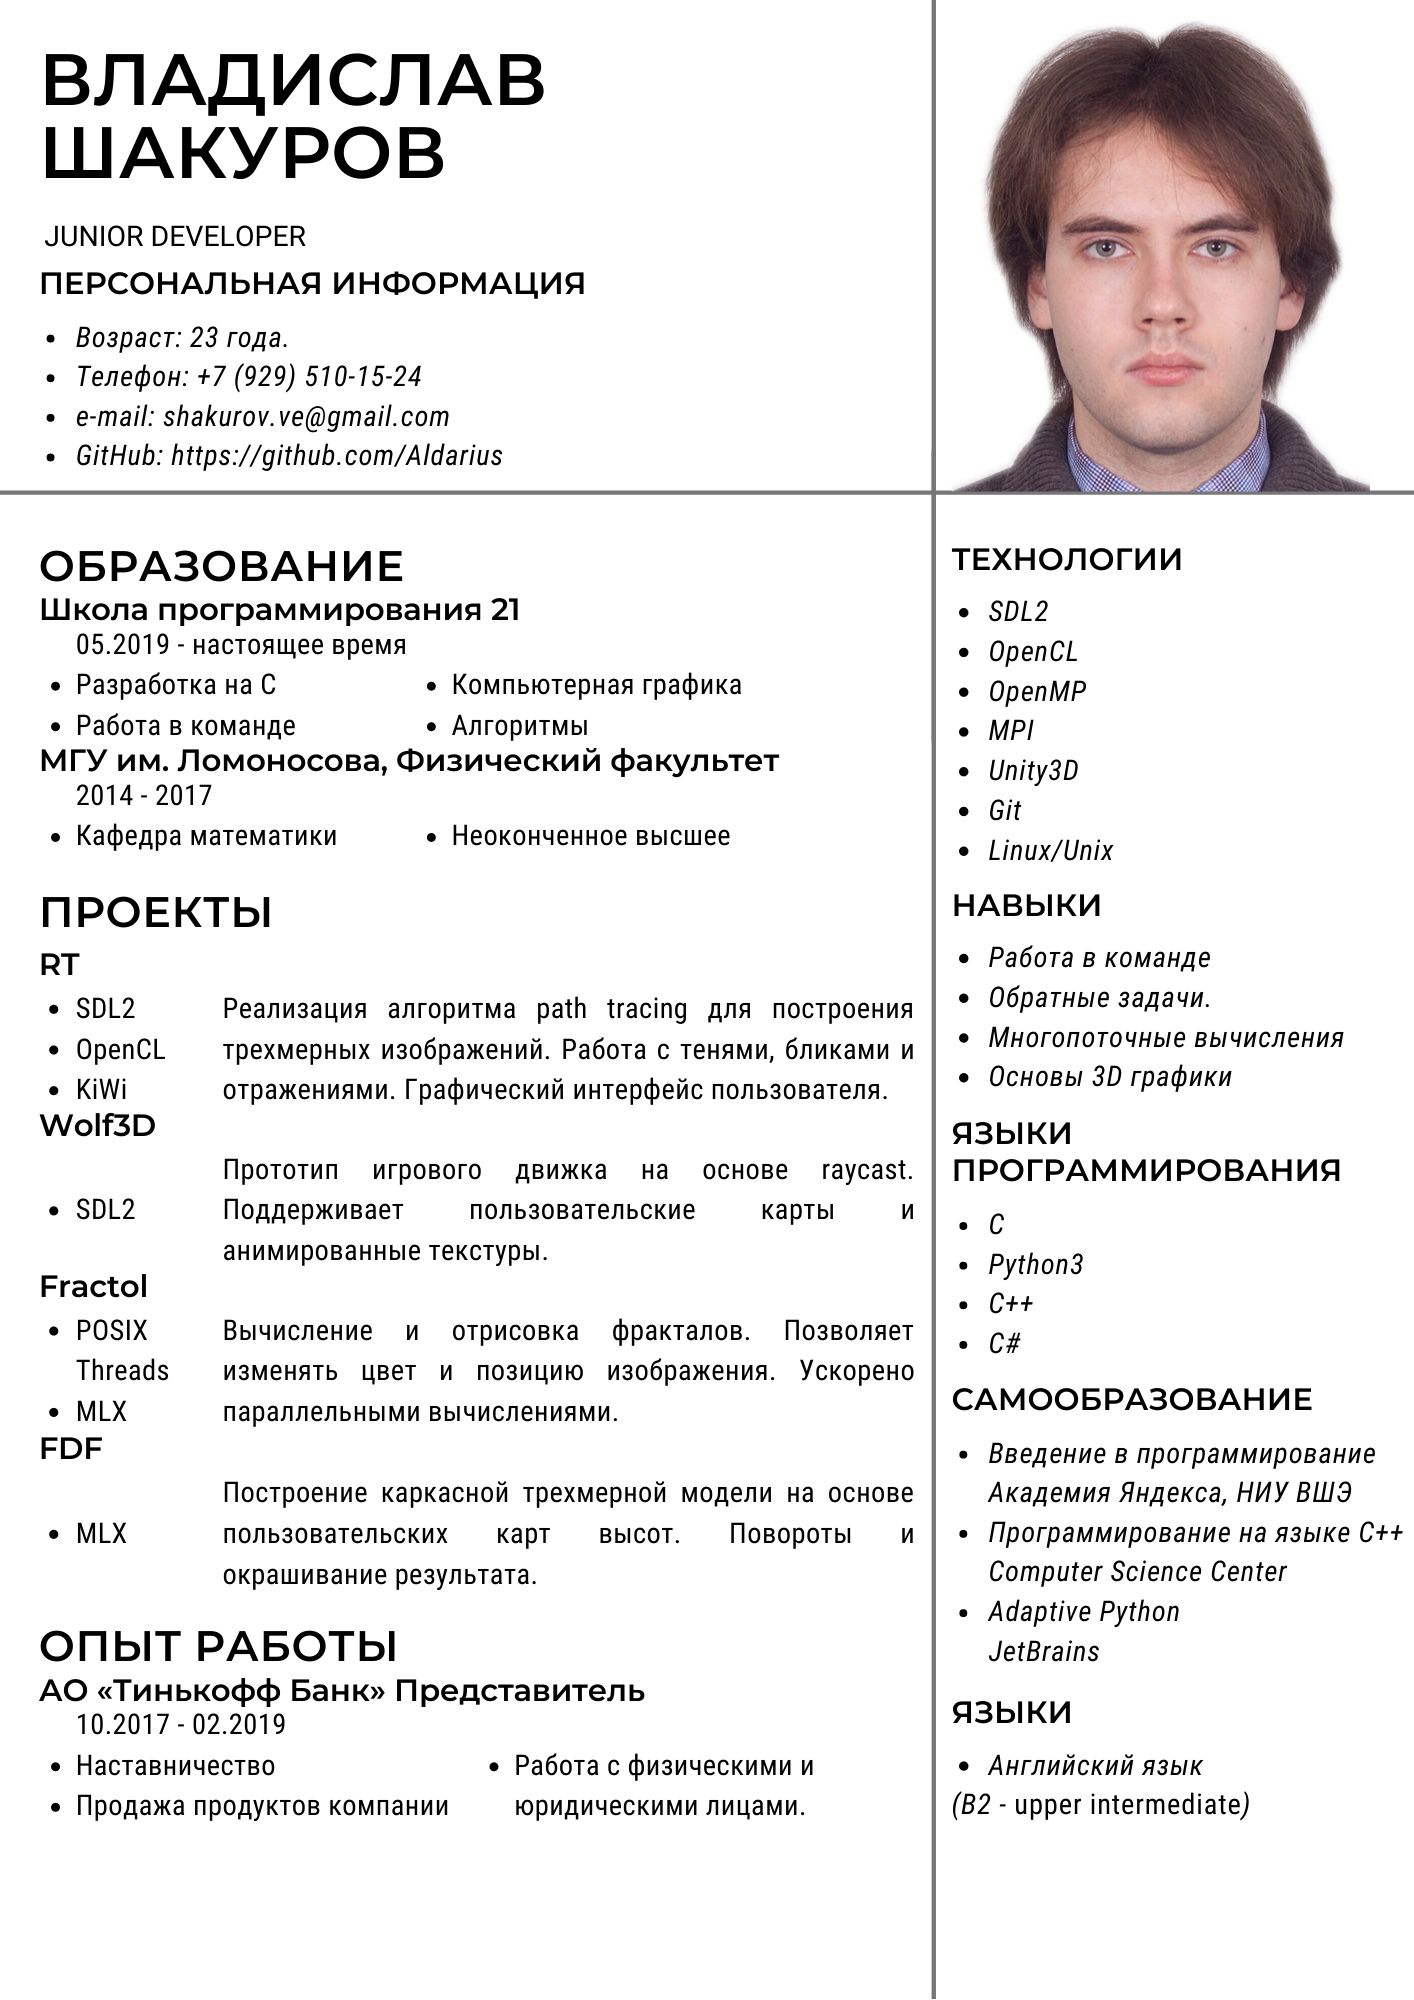 ВЛАДИСЛАВ
ШАКУРОВ
JUNIOR DEVELOPER
ПЕРСОНАЛЬНАЯ ИНФОРМАЦИЯ
• Возраст: 23 года.
• Телефон: +7 (929) 510-15-24
• e-mail: shakurov.ve@gmail.com
• GitHub: https://github.com/Aldarius
ОБРАЗОВАНИЕ
Школа программирования 21
05.2019 - настоящее время
• Разработка на C • Компьютерная графика
• Работа в команде • Алгоритмы
МГУ им. Ломоносова, Физический факультет
2014 - 2017
• Кафедра математики • Неоконченное высшее
ПРОЕКТЫ
RT
• SDL2 Реализация алгоритма path tracing для построения
• OpenCL трехмерных изображений. Работа с тенями, бликами и
• KiWi отражениями. Графический интерфейс пользователя.
Wolf3D
Прототип игрового движка на основе raycast.
• SDL2 Поддерживает пользовательские карты и
анимированные текстуры.
Fractol
• POSIX Вычисление и отрисовка фракталов. Позволяет
Threads изменять цвет и позицию изображения. Ускорено
• MLX параллельными вычислениями.
FDF
Построение каркасной трехмерной модели на основе
• MLX пользовательских карт высот. Повороты и
окрашивание результата.
ОПЫТ РАБОТЫ
АО «Тинькофф Банк» Представитель
10.2017 - 02.2019
• Наставничество • Работа с физическими и
• Продажа продуктов компании юридическими лицами.
ТЕХНОЛОГИИ
• SDL2
• OpenCL
• OpenMP
• MPI
• Unity3D
• Git
• Linux/Unix
НАВЫКИ
• Работа в команде
• Обратные задачи.
• Многопоточные вычисления
• Основы 3D графики
ЯЗЫКИ
ПРОГРАММИРОВАНИЯ
• C
• Python3
• C++
• C#
САМООБРАЗОВАНИЕ
• Введение в программирование
Академия Яндекса, НИУ ВШЭ
• Программирование на языке C++
Computer Science Center
• Adaptive Python
JetBrains
ЯЗЫКИ
• Английский язык
(B2 - upper intermediate)